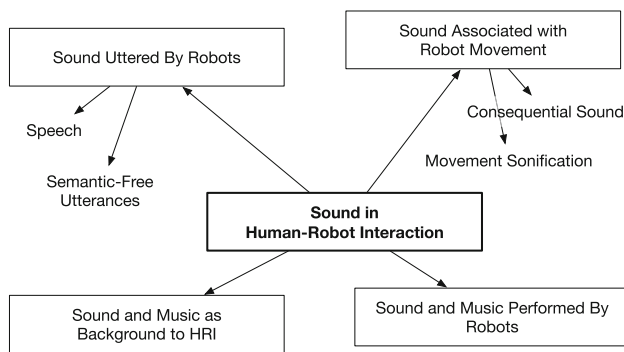 Sound Uttered By Robots
Sound Associated with
Robot Movement
Speech
Semantic-Free
Utterances
Consequential Sound
Movement Sonification
Sound in
Human-Robot Interaction
Sound and Music as
Background to HRI
Sound and Music Performed By
Robots